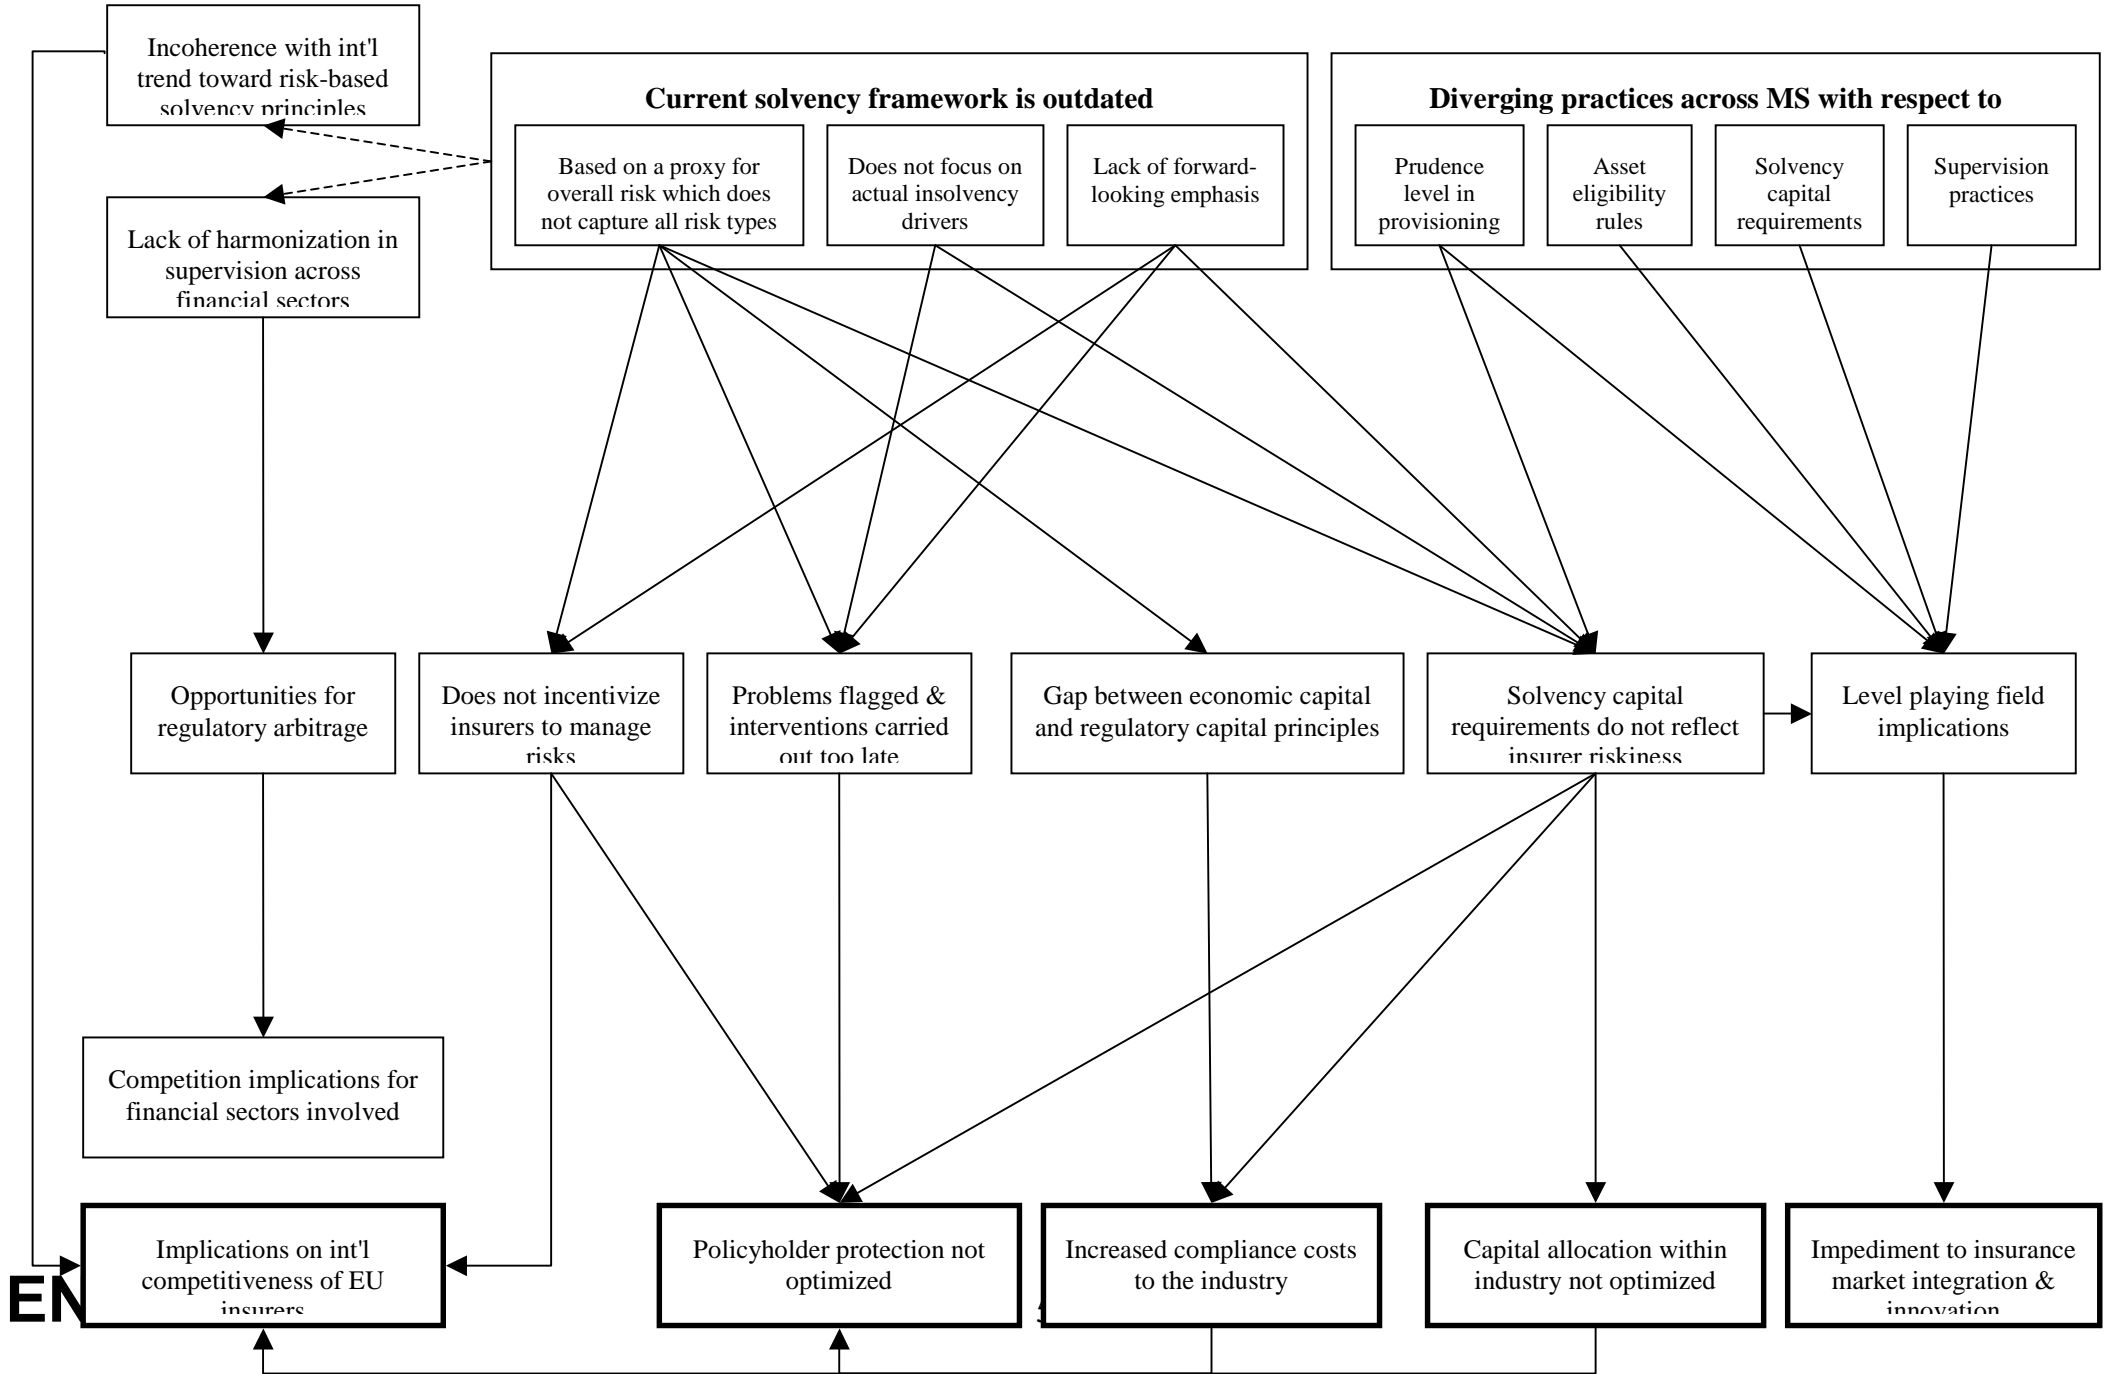 Incoherence with int'l
trend toward risk-based
solvency principles
Current solvency framework is outdated
Diverging practices across MS with respect to
Based on a proxy for
overall risk which does
not capture all risk types
Does not focus on
actual insolvency
drivers
Lack of forward-
looking emphasis
Prudence
level in
provisioning
Asset
eligibility
rules
Solvency
capital
requirements
Supervision
practices
Lack of harmonization in
supervision across
financial sectors
Opportunities for
regulatory arbitrage
Does not incentivize
insurers to manage
risks
Problems flagged &
interventions carried
out too late
Gap between economic capital
and regulatory capital principles
Solvency capital
requirements do not reflect
insurer riskiness
Level playing field
implications
Competition implications for
financial sectors involved
Implications on int'l
competitiveness of EU
insurers
Policyholder protection not
optimized
Increased compliance costs
to the industry
Capital allocation within
industry not optimized
Impediment to insurance
market integration &
innovation
EN